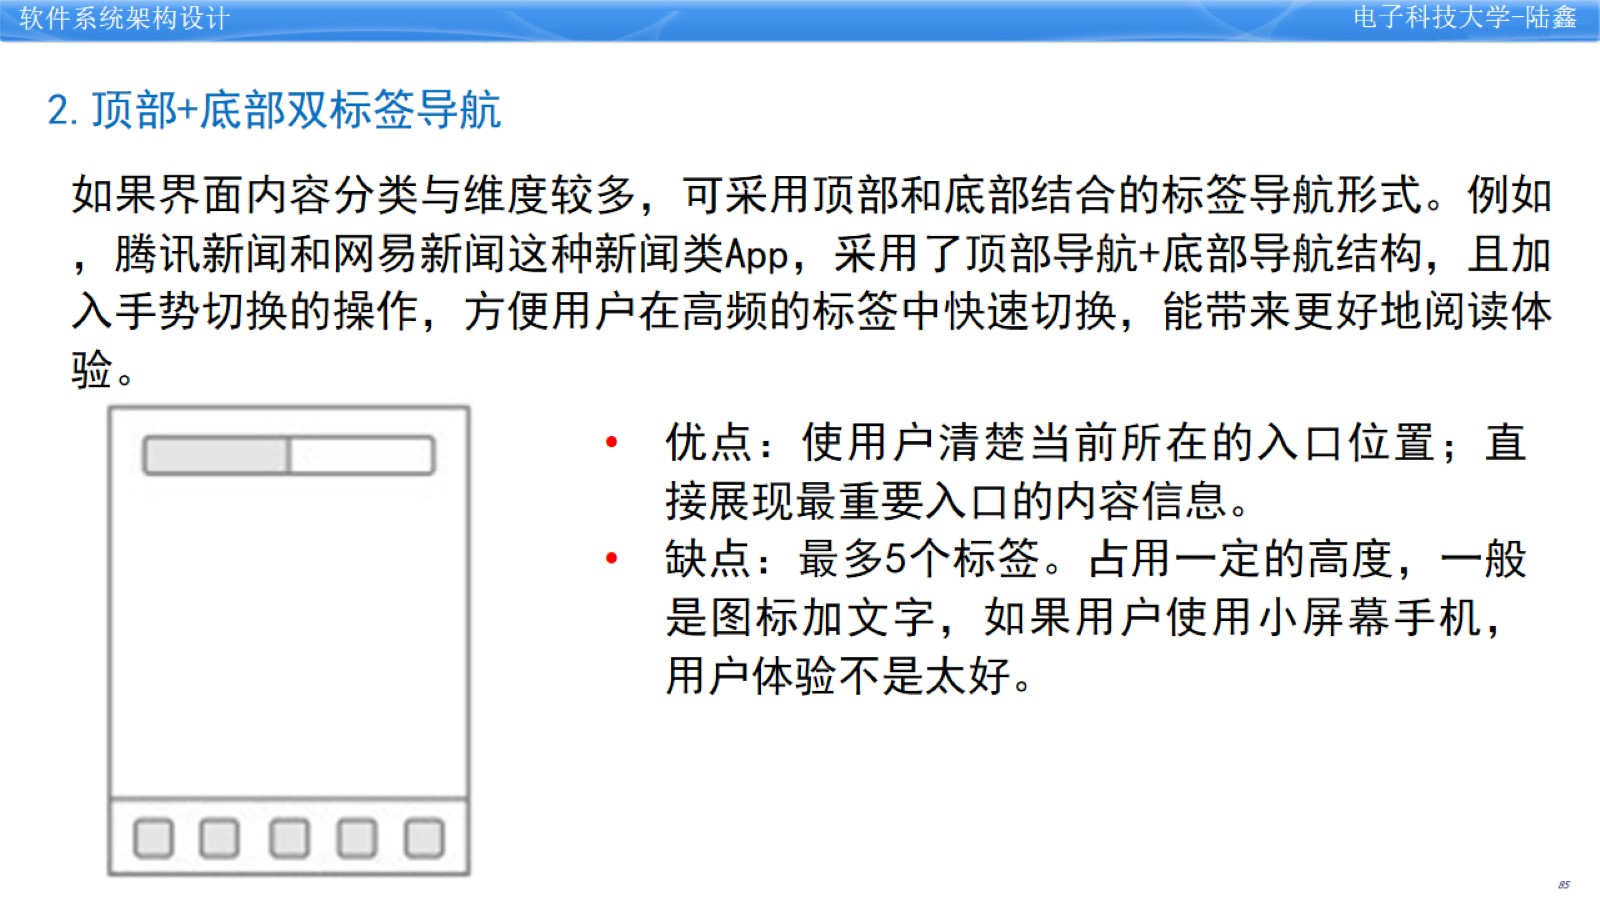 软件系统架构设计
电子科技大学-陆鑫
2.顶部+底部双标签导航
如果界面内容分类与维度较多，可采用顶部和底部结合的标签导航形式。例如
，腾讯新闻和网易新闻这种新闻类App，采用了顶部导航+底部导航结构，且加
入手势切换的操作，方便用户在高频的标签中快速切换，能带来更好地阅读体
验。
• 优点：使用户清楚当前所在的入口位置；直
接展现最重要入口的内容信息。
• 缺点：最多5个标签。占用一定的高度，一般
是图标加文字，如果用户使用小屏幕手机，
用户体验不是太好。
85